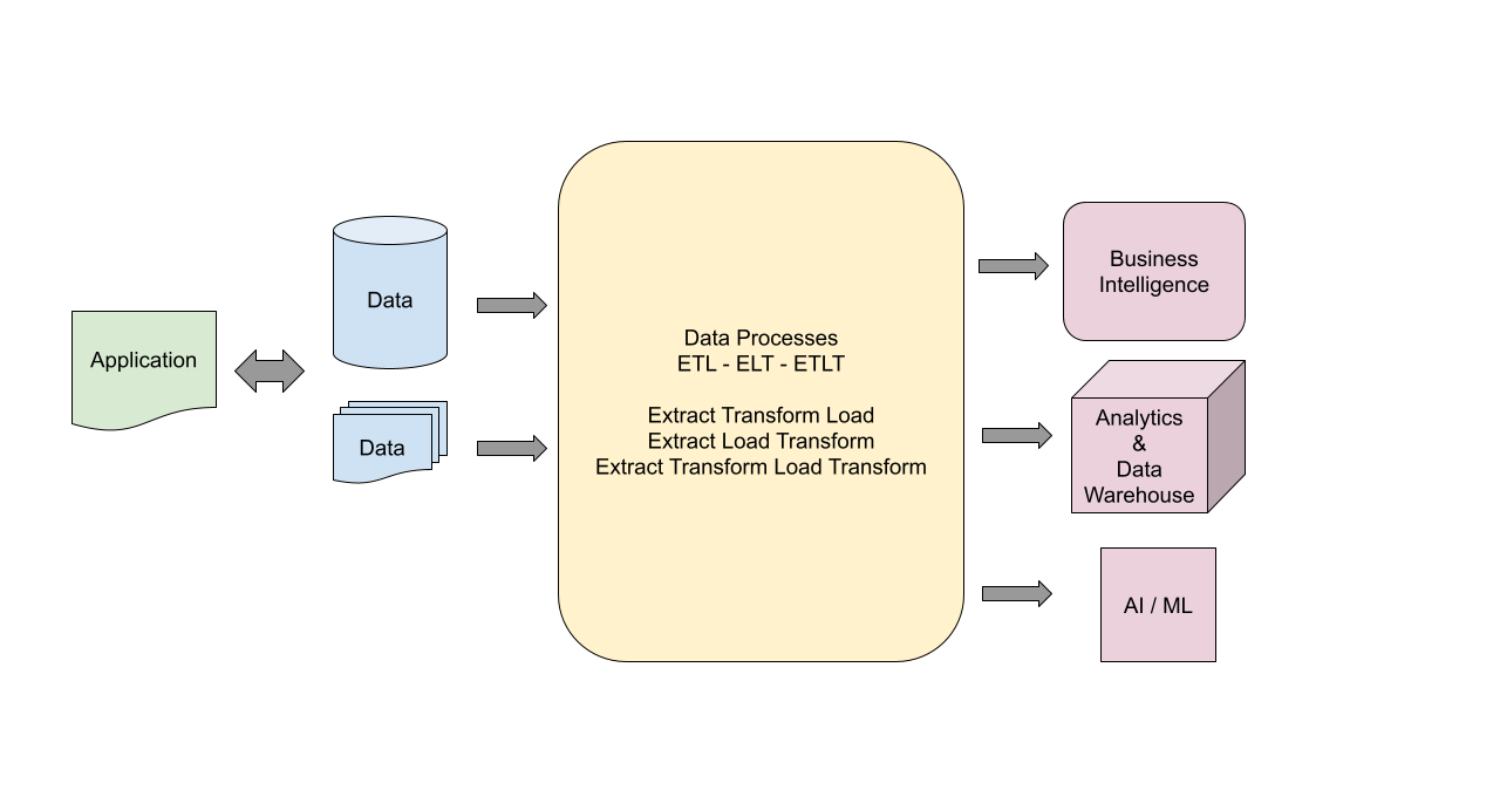 Application
Data
Data
Data Processes
ETL - ELT - ETLT
Extract Transform Load
Extract Load Transform
Extract Transform Load Transform
Business
Intelligence
Analytics
&
Data
Warehouse
AI / ML